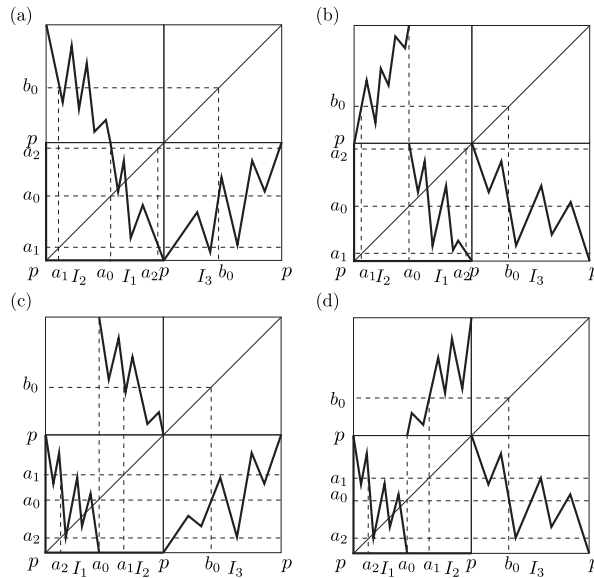 (a)
(b)
b₀
b₀
p
p
a₂
a₂
a₀
a₀
a₁
a₁
p a₁ I₂ a₀ I₁ a₂ p I₃ b₀ p
p a₁ I₂ a₀ I₁ a₂ p b₀ I₃ p
(c)
(d)
b₀
b₀
p
p
a₁
a₁
a₀
a₀
a₂
a₂
p a₂ I₁ a₀ a₁ I₂ p b₀ I₃ p
p a₂ I₁ a₀ a₁ I₂ p b₀ I₃ p